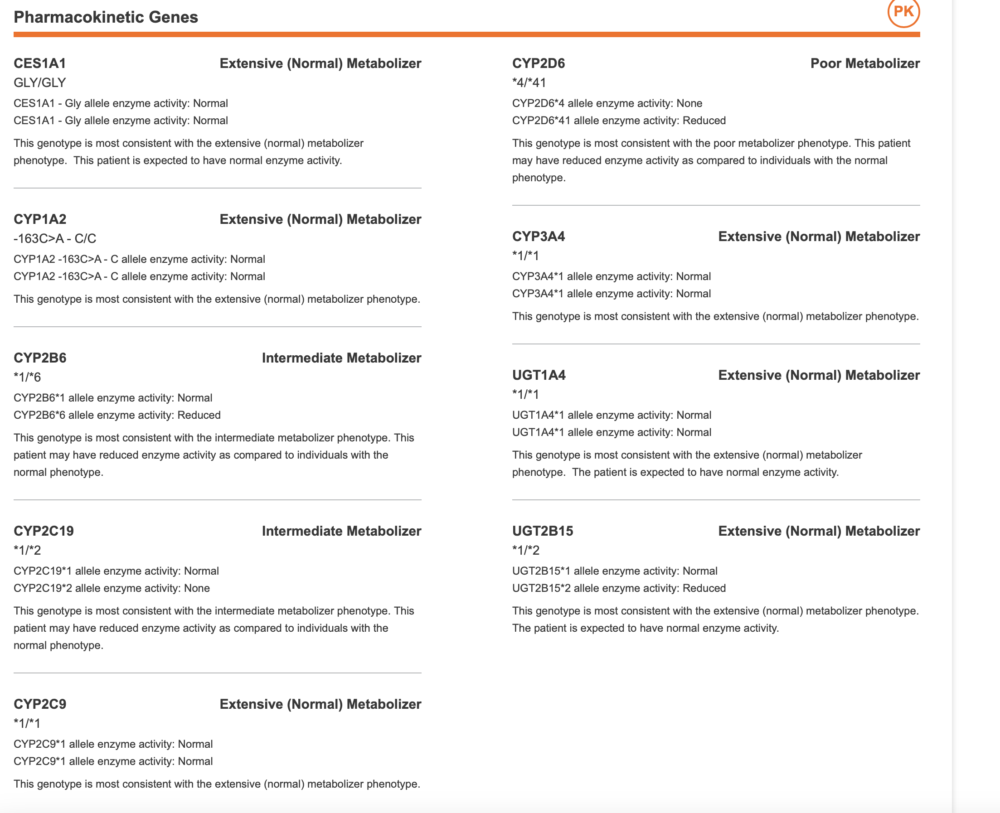 Pharmacokinetic Genes
PK
CES1A1 Extensive (Normal) Metabolizer
GLY/GLY
CES1A1 - Gly allele enzyme activity: Normal
CES1A1 - Gly allele enzyme activity: Normal
This genotype is most consistent with the extensive (normal) metabolizer
phenotype.  This patient is expected to have normal enzyme activity.
CYP1A2 Extensive (Normal) Metabolizer
-163C>A - C/C
CYP1A2 -163C>A - C allele enzyme activity: Normal
CYP1A2 -163C>A - C allele enzyme activity: Normal
This genotype is most consistent with the extensive (normal) metabolizer phenotype.
CYP2B6 Intermediate Metabolizer
*1/*6
CYP2B6*1 allele enzyme activity: Normal
CYP2B6*6 allele enzyme activity: Reduced
This genotype is most consistent with the intermediate metabolizer phenotype. This
patient may have reduced enzyme activity as compared to individuals with the
normal phenotype.
CYP2C19 Intermediate Metabolizer
*1/*2
CYP2C19*1 allele enzyme activity: Normal
CYP2C19*2 allele enzyme activity: None
This genotype is most consistent with the intermediate metabolizer phenotype. This
patient may have reduced enzyme activity as compared to individuals with the
normal phenotype.
CYP2C9 Extensive (Normal) Metabolizer
*1/*1
CYP2C9*1 allele enzyme activity: Normal
CYP2C9*1 allele enzyme activity: Normal
This genotype is most consistent with the extensive (normal) metabolizer phenotype.
CYP2D6 Poor Metabolizer
*4/*41
CYP2D6*4 allele enzyme activity: None
CYP2D6*41 allele enzyme activity: Reduced
This genotype is most consistent with the poor metabolizer phenotype. This patient
may have reduced enzyme activity as compared to individuals with the normal
phenotype.
CYP3A4 Extensive (Normal) Metabolizer
*1/*1
CYP3A4*1 allele enzyme activity: Normal
CYP3A4*1 allele enzyme activity: Normal
This genotype is most consistent with the extensive (normal) metabolizer phenotype.
UGT1A4 Extensive (Normal) Metabolizer
*1/*1
UGT1A4*1 allele enzyme activity: Normal
UGT1A4*1 allele enzyme activity: Normal
This genotype is most consistent with the extensive (normal) metabolizer
phenotype.  The patient is expected to have normal enzyme activity.
UGT2B15 Extensive (Normal) Metabolizer
*1/*2
UGT2B15*1 allele enzyme activity: Normal
UGT2B15*2 allele enzyme activity: Reduced
This genotype is most consistent with the extensive (normal) metabolizer phenotype.
The patient is expected to have normal enzyme activity.